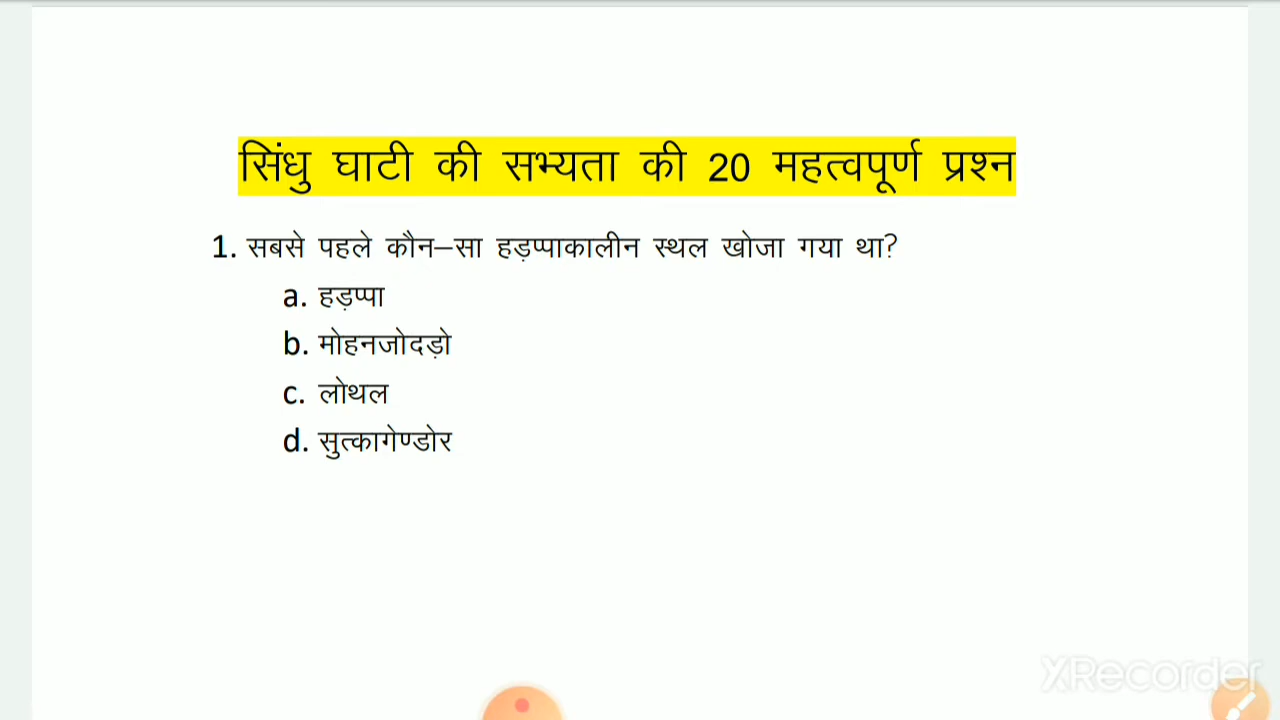 सिंधु घाटी की सभ्यता की 20 महत्वपूर्ण प्रश्न
1. सबसे पहले कौन–सा हड़प्पाकालीन स्थल खोजा गया था?
a. हड़प्पा
b. मोहनजोदड़ो
c. लोथल
d. सुत्कागेण्डोर
XRecorder